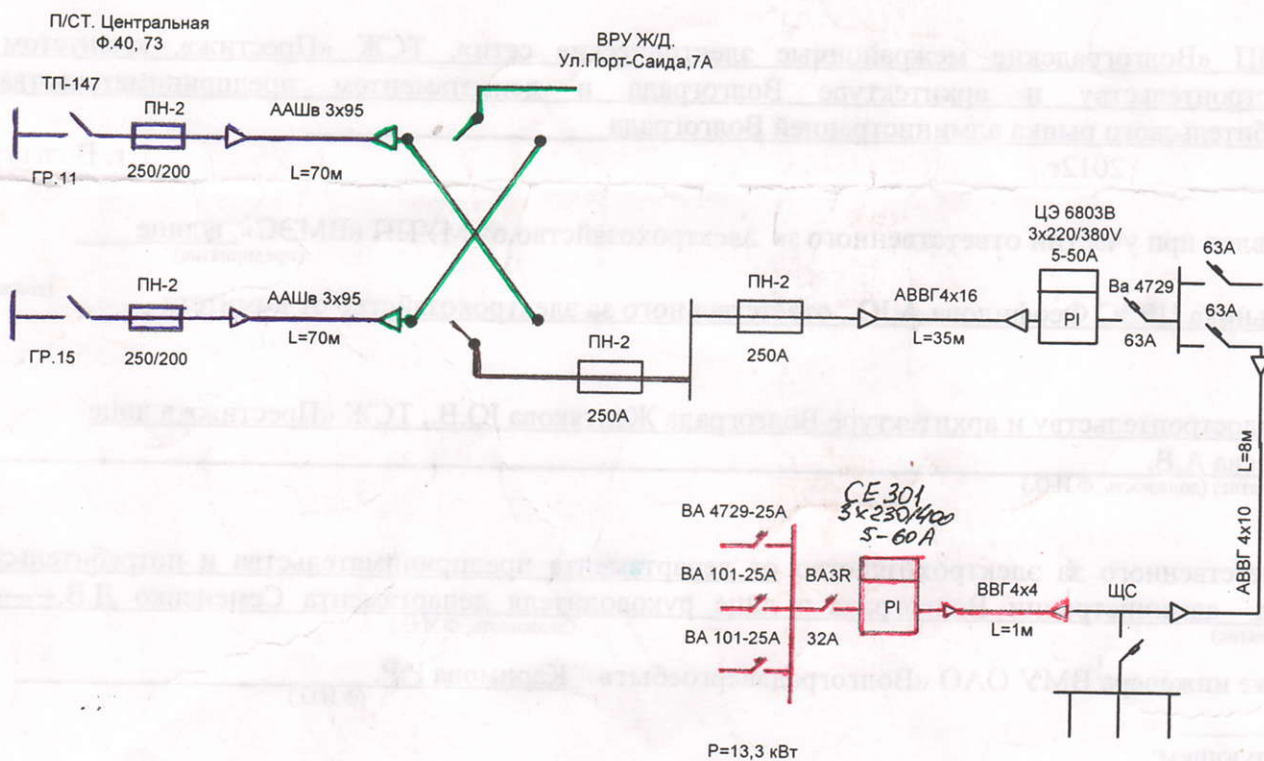 П/СТ. Центральная
Ф.40, 73
ВРУ Ж/Д,
Ул.Порт-Саида,7А
ТП-147
ПН-2
ААШв 3х95
ГР.11
250/200
L=70м
ПН-2
ААШв 3х95
ГР.15
250/200
L=70м
ПН-2
250А
ПН-2
250А
АВВГ4х16
L=35м
ЦЭ 6803В
3х220/380V
5-50А
PI
Ва 4729
63А
63А
63А
АВВГ 4х10 L=8м
СЕ 301
3x230/400
5-60А
ВА 4729-25А
ВА 101-25А
ВА 101-25А
ВА3R
32А
PI
ВВГ4х4
L=1м
ЩС
Р=13,3 кВт